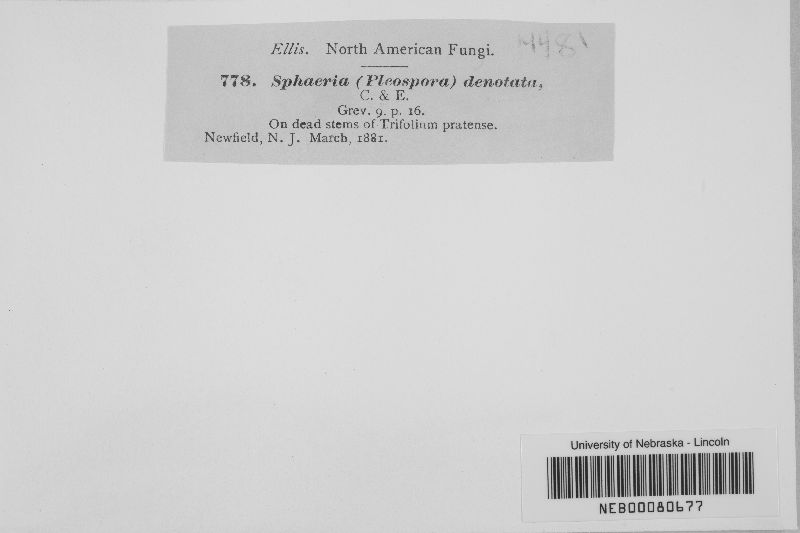 Ellis. North American Fungi.
778. Sphaeria (Pleospora) denotata,
C. & E.
Grev. 9. p. 16.
On dead stems of Trifolium pratense.
Newfield, N. J. March, 1881.
University of Nebraska - Lincoln
NEB00080677